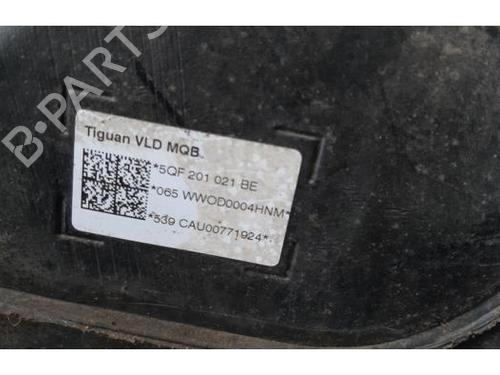 B-PARTS
Tiguan VLD MQB
*5QF 201 021 BE
*065 WWOD0004HNM*
*539 CAU00771924*